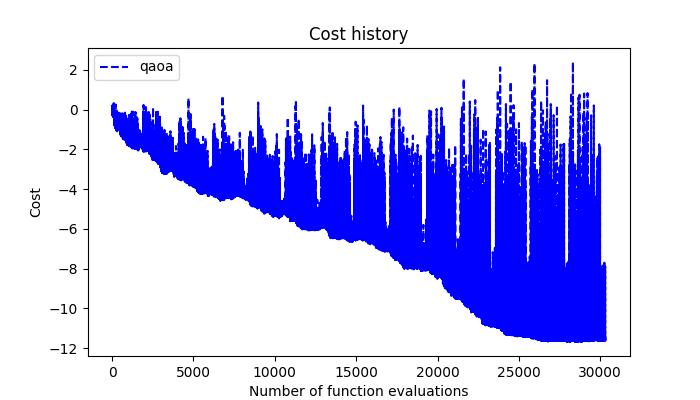 Cost history
qaoa
Cost
2
0
−2
−4
−6
−8
−10
−12
0 5000 10000 15000 20000 25000 30000
Number of function evaluations